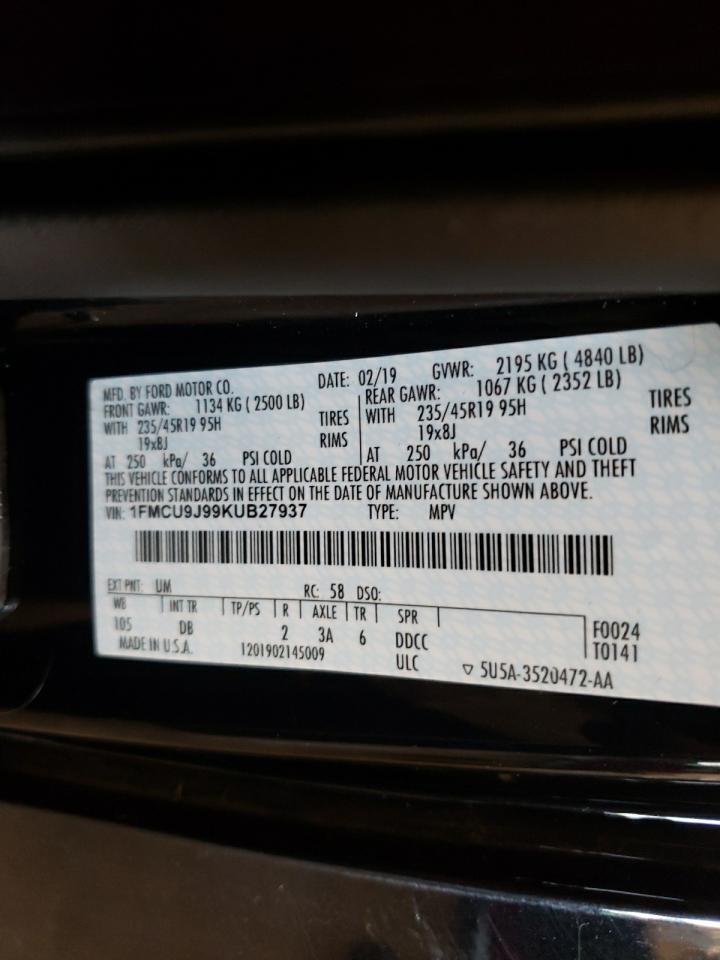 MFD. BY FORD MOTOR CO. DATE: 02/19 GVWR: 2195 KG ( 4840 LB)
FRONT GAWR: 1134 KG ( 2500 LB) REAR GAWR: 1067 KG ( 2352 LB)
WITH 235/45R19 95H TIRES WITH 235/45R19 95H TIRES
19x8J RIMS 19x8J RIMS
AT 250 kPa/ 36 PSI COLD AT 250 kPa/ 36 PSI COLD
THIS VEHICLE CONFORMS TO ALL APPLICABLE FEDERAL MOTOR VEHICLE SAFETY AND THEFT
PREVENTION STANDARDS IN EFFECT ON THE DATE OF MANUFACTURE SHOWN ABOVE.
VIN: 1FMCU9J99KUB27937 TYPE: MPV
EXT PNT: UM RC: 58 DSO:
WB INT TR TP/PS R AXLE TR SPR
105 DB 2 3A 6 DDCC F0024
MADE IN U.S.A. 1201902145009 ULC T0141
▽ 5U5A-3520472-AA